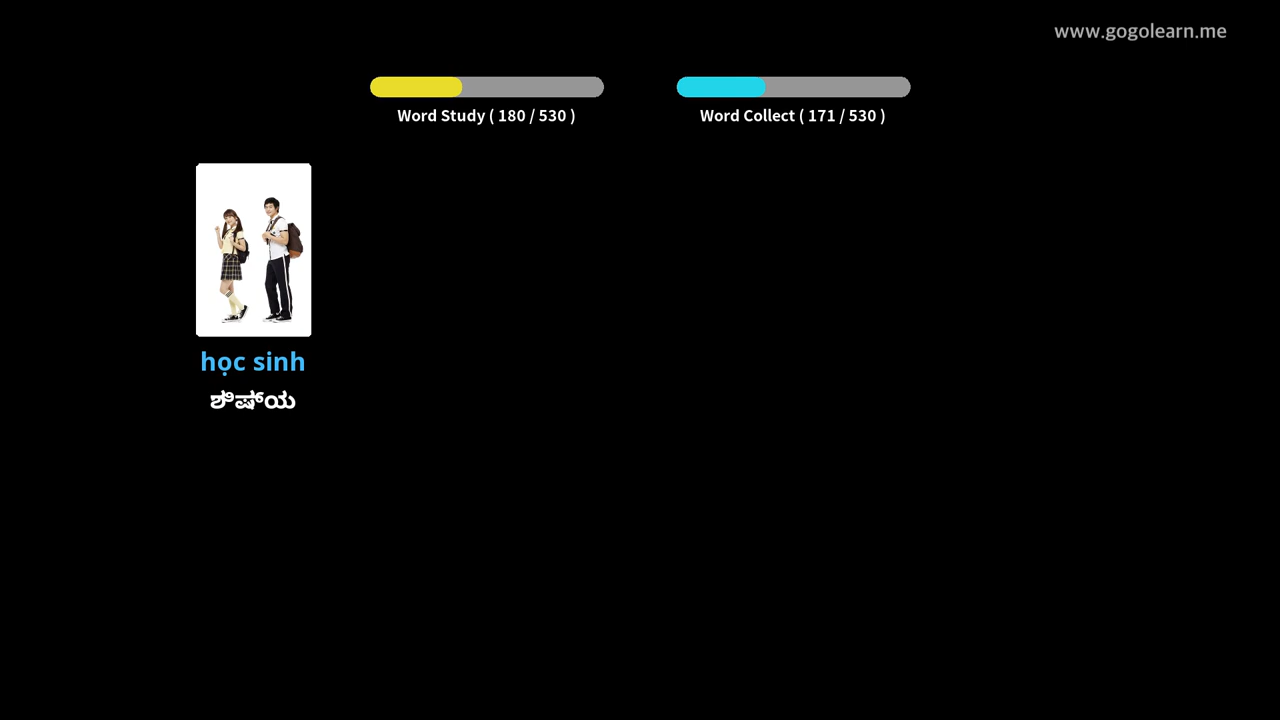 www.gogolearn.me
Word Study ( 180 / 530 )
Word Collect ( 171 / 530 )
học sinh
ಶಿಷ್ಯ